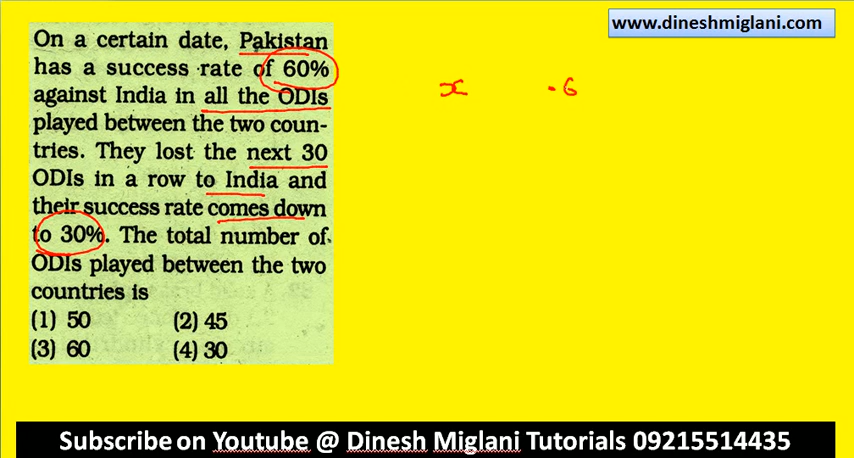 www.dineshmiglani.com
On a certain date, Pakistan
has a success rate of 60%
against India in all the ODIs
played between the two coun-
tries. They lost the next 30
ODIs in a row to India and
their success rate comes down
to 30%. The total number of
ODIs played between the two
countries is
(1) 50 (2) 45
(3) 60 (4) 30
x .6
Subscribe on Youtube @ Dinesh Miglani Tutorials 09215514435